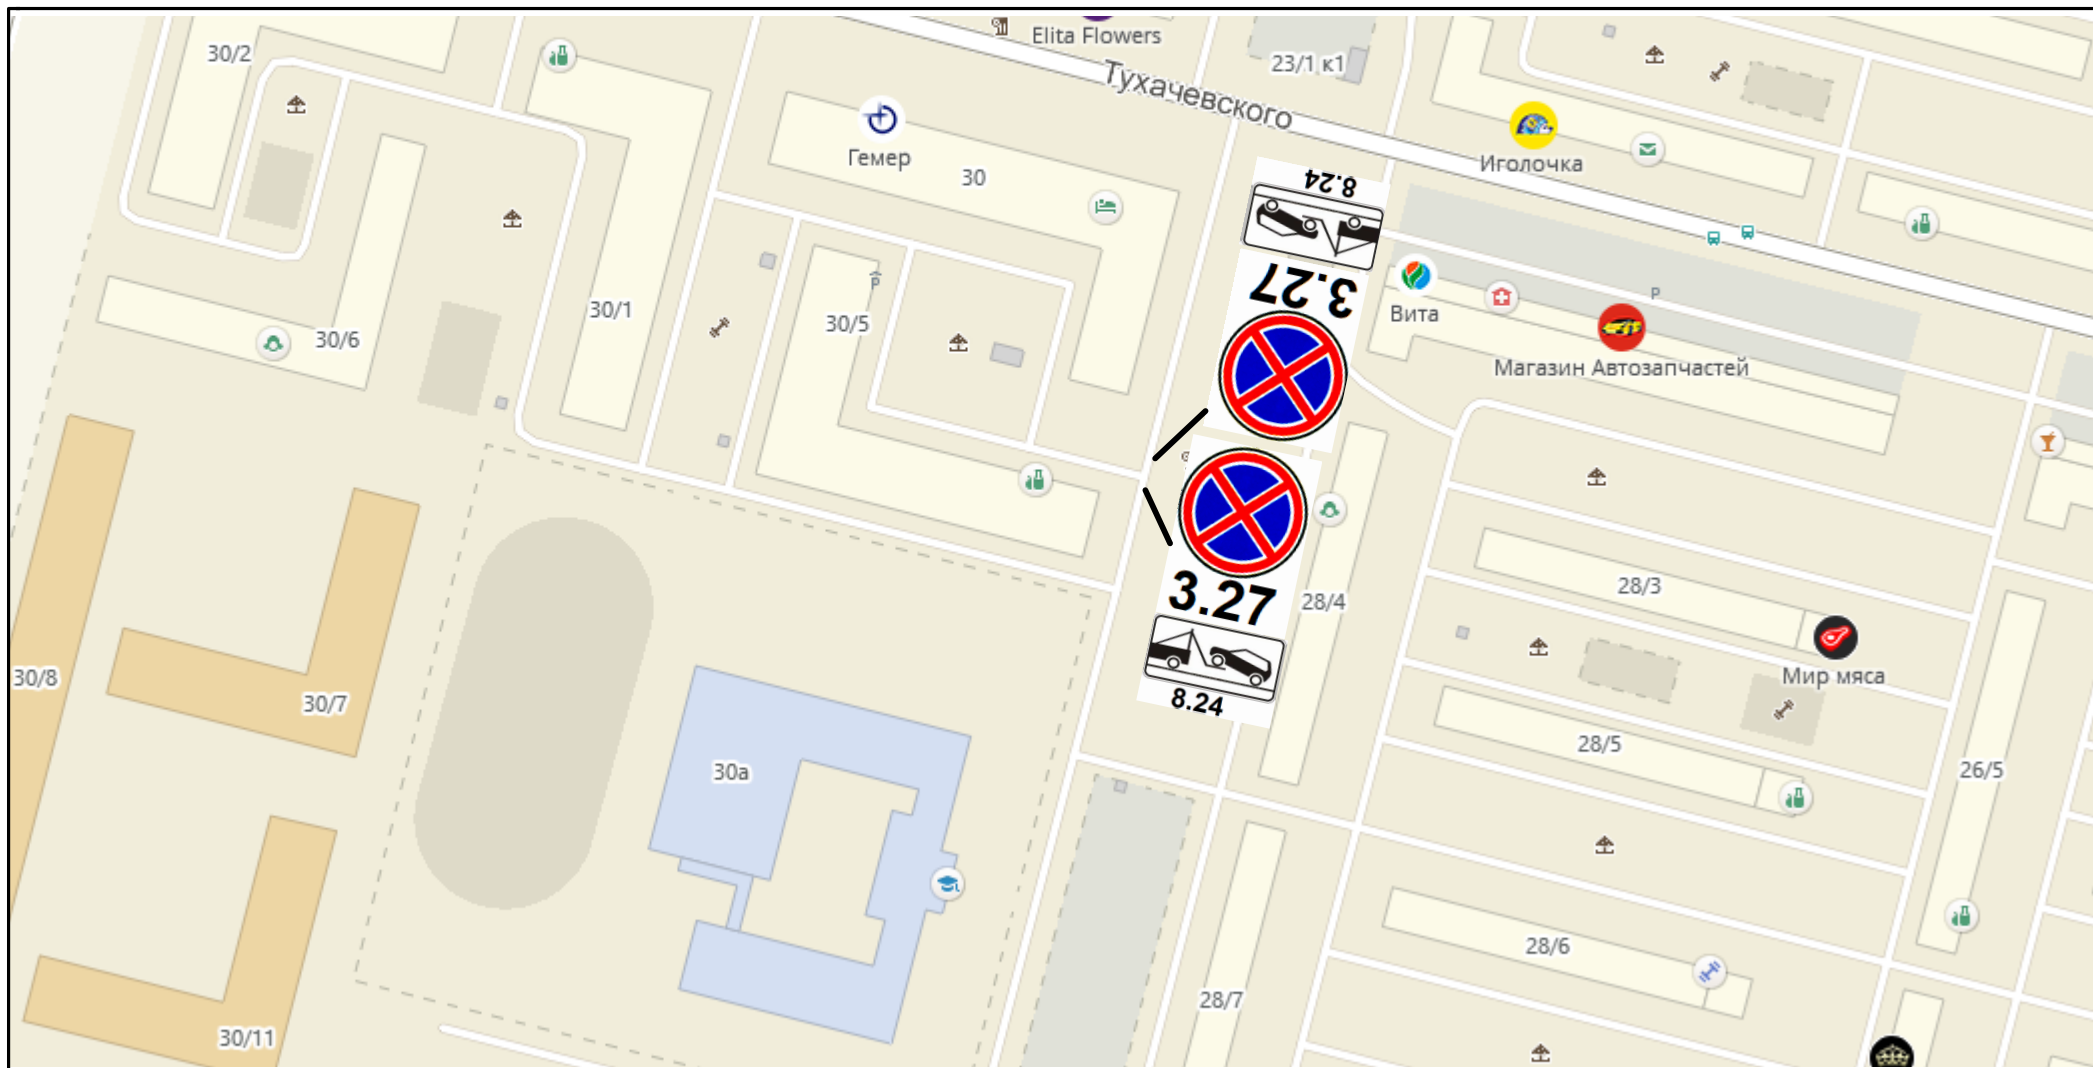 Elita Flowers
30/2
23/1 к1
Тухачевского
Гемер
30
Иголочка
8.24
3.27
30/1
30/5
30/6
Вита
P
Магазин Автозапчастей
p
3.27
8.24
28/4
28/3
Мир мяса
30/8
30/7
30а
28/5
26/5
28/6
28/7
30/11